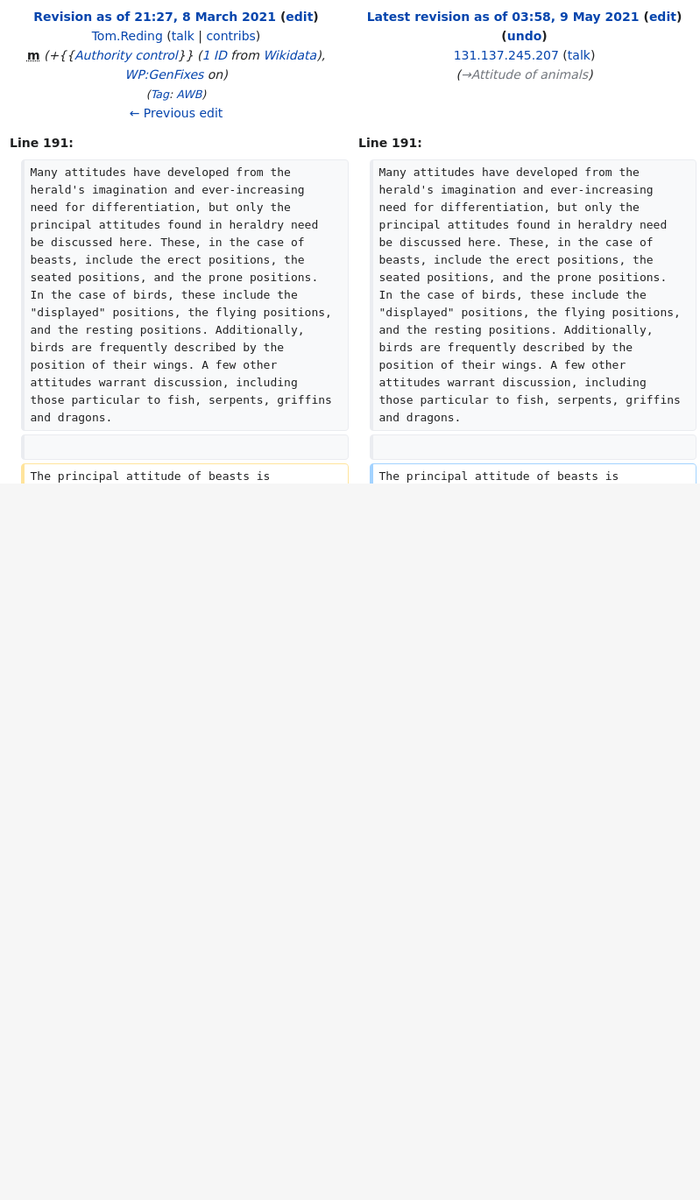 Revision as of 21:27, 8 March 2021 (edit)
Tom.Reding (talk | contribs)
m (+{{Authority control}} (1 ID from Wikidata),
WP:GenFixes on)
(Tag: AWB)
← Previous edit
Latest revision as of 03:58, 9 May 2021 (edit)
(undo)
131.137.245.207 (talk)
(→Attitude of animals)
Line 191:
Many attitudes have developed from the
herald's imagination and ever-increasing
need for differentiation, but only the
principal attitudes found in heraldry need
be discussed here. These, in the case of
beasts, include the erect positions, the
seated positions, and the prone positions.
In the case of birds, these include the
"displayed" positions, the flying positions,
and the resting positions. Additionally,
birds are frequently described by the
position of their wings. A few other
attitudes warrant discussion, including
those particular to fish, serpents, griffins
and dragons.
The principal attitude of beasts is
Line 191:
Many attitudes have developed from the
herald's imagination and ever-increasing
need for differentiation, but only the
principal attitudes found in heraldry need
be discussed here. These, in the case of
beasts, include the erect positions, the
seated positions, and the prone positions.
In the case of birds, these include the
"displayed" positions, the flying positions,
and the resting positions. Additionally,
birds are frequently described by the
position of their wings. A few other
attitudes warrant discussion, including
those particular to fish, serpents, griffins
and dragons.
The principal attitude of beasts is